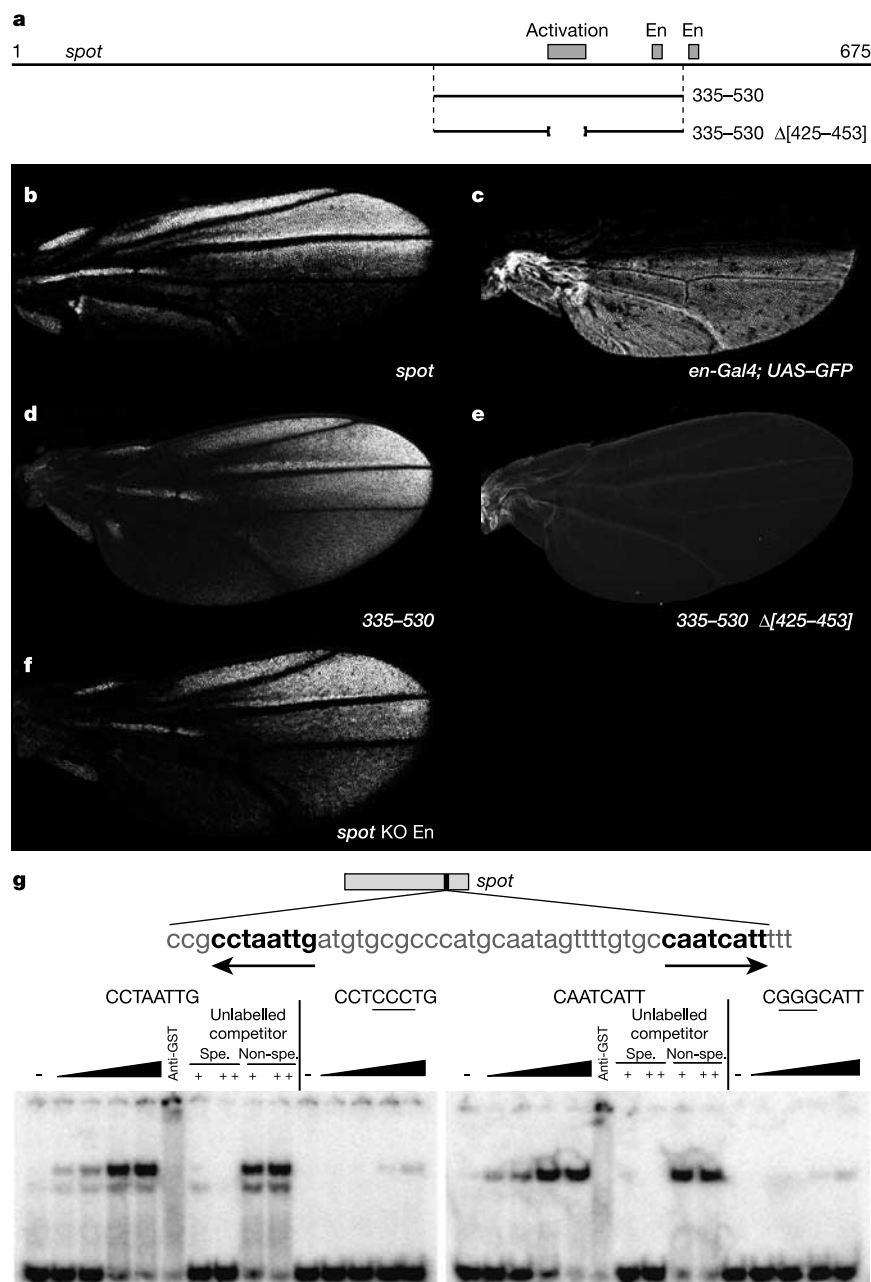 a
Activation En En
1 spot 675
335–530
335–530 Δ[425–453]
b
spot
c
en-Gal4; UAS–GFP
d
335–530
e
335–530 Δ[425–453]
f
spot KO En
g
spot
ccgcctaattgatgtgcgcccatgcaatagttttgtgccaatcattttt
CCTAATTG CCTCCCTG CAATCATT CGGGCATT
Anti-GST Unlabelled competitor Anti-GST Unlabelled competitor
Spe. Non-spe. Spe. Non-spe.
- + ++ + ++ - - + ++ + ++ -